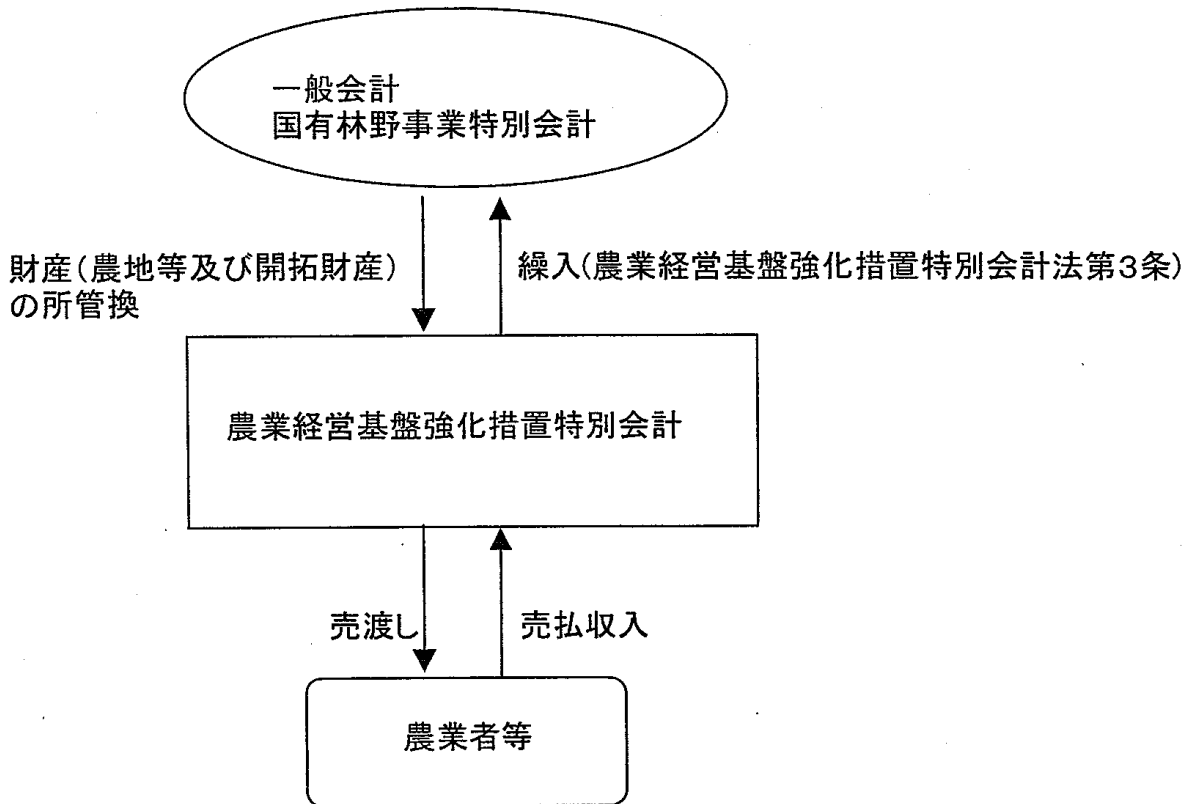 一般会計
国有林野事業特別会計
財産(農地等及び開拓財産)
の所管換
繰入(農業経営基盤強化措置特別会計法第3条)
農業経営基盤強化措置特別会計
売渡し
売払収入
農業者等